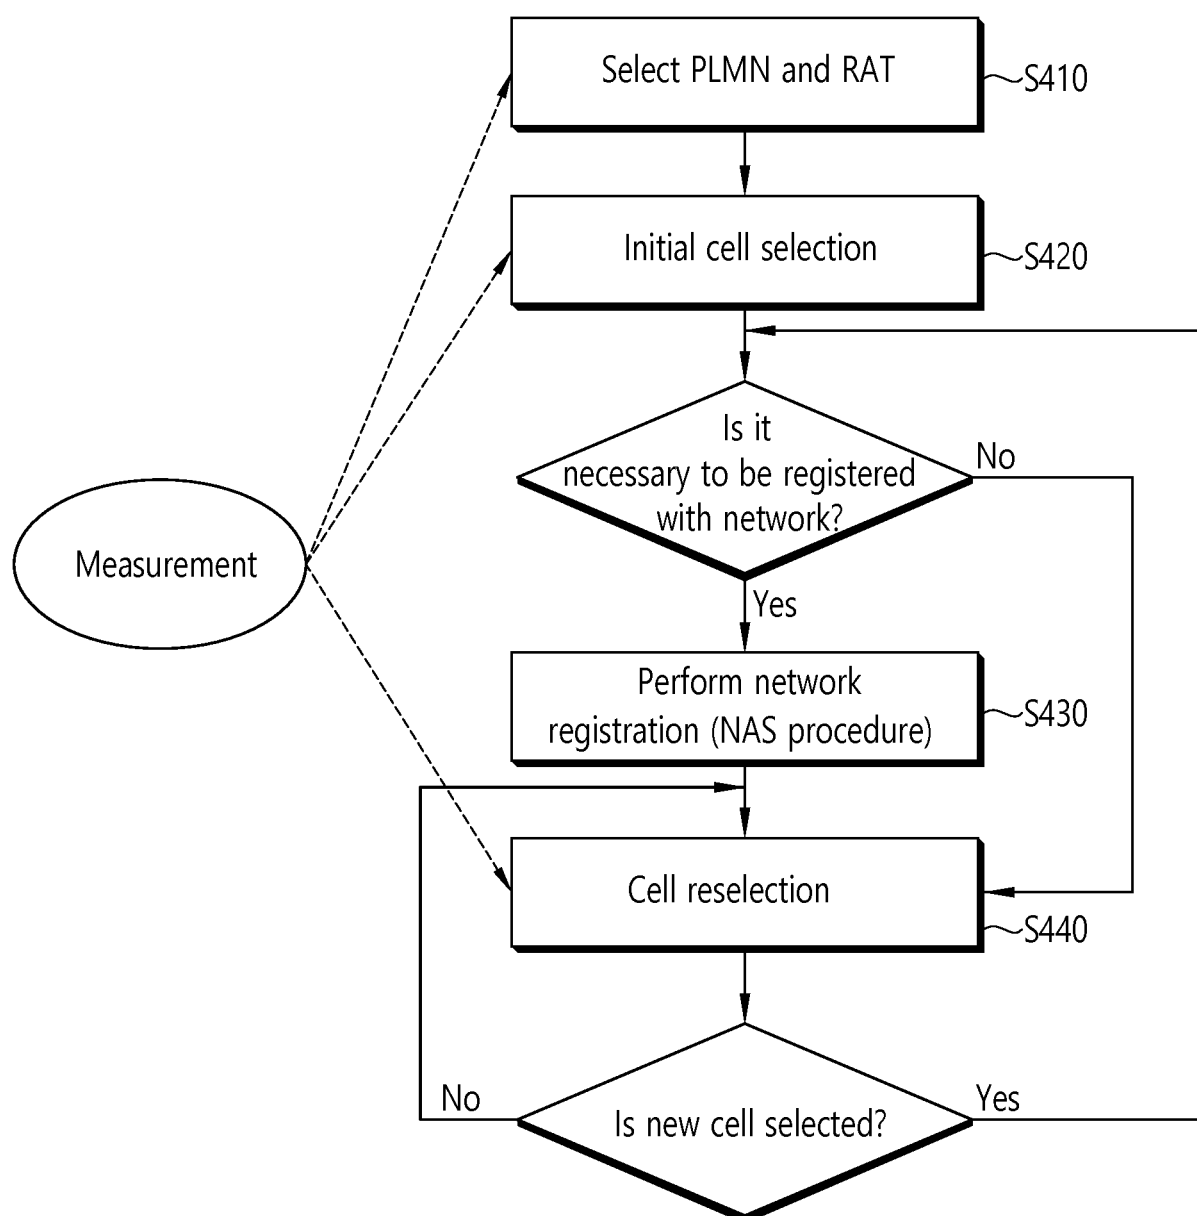 Select PLMN and RAT
S410
Initial cell selection
S420
Is it
necessary to be registered
with network?
No
Yes
Measurement
Perform network
registration (NAS procedure)
S430
Cell reselection
S440
Is new cell selected?
No
Yes